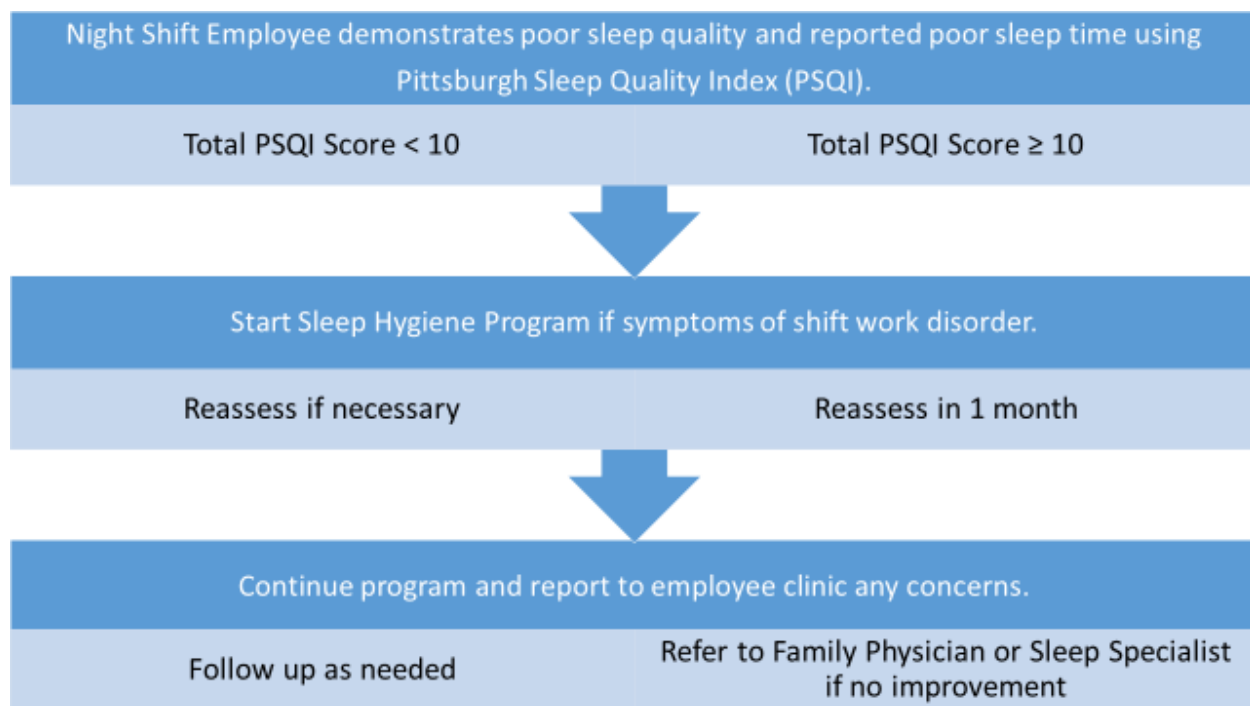 Night Shift Employee demonstrates poor sleep quality and reported poor sleep time using
Pittsburgh Sleep Quality Index (PSQI).
Total PSQI Score < 10
Total PSQI Score ≥ 10
Start Sleep Hygiene Program if symptoms of shift work disorder.
Reassess if necessary
Reassess in 1 month
Continue program and report to employee clinic any concerns.
Follow up as needed
Refer to Family Physician or Sleep Specialist
if no improvement